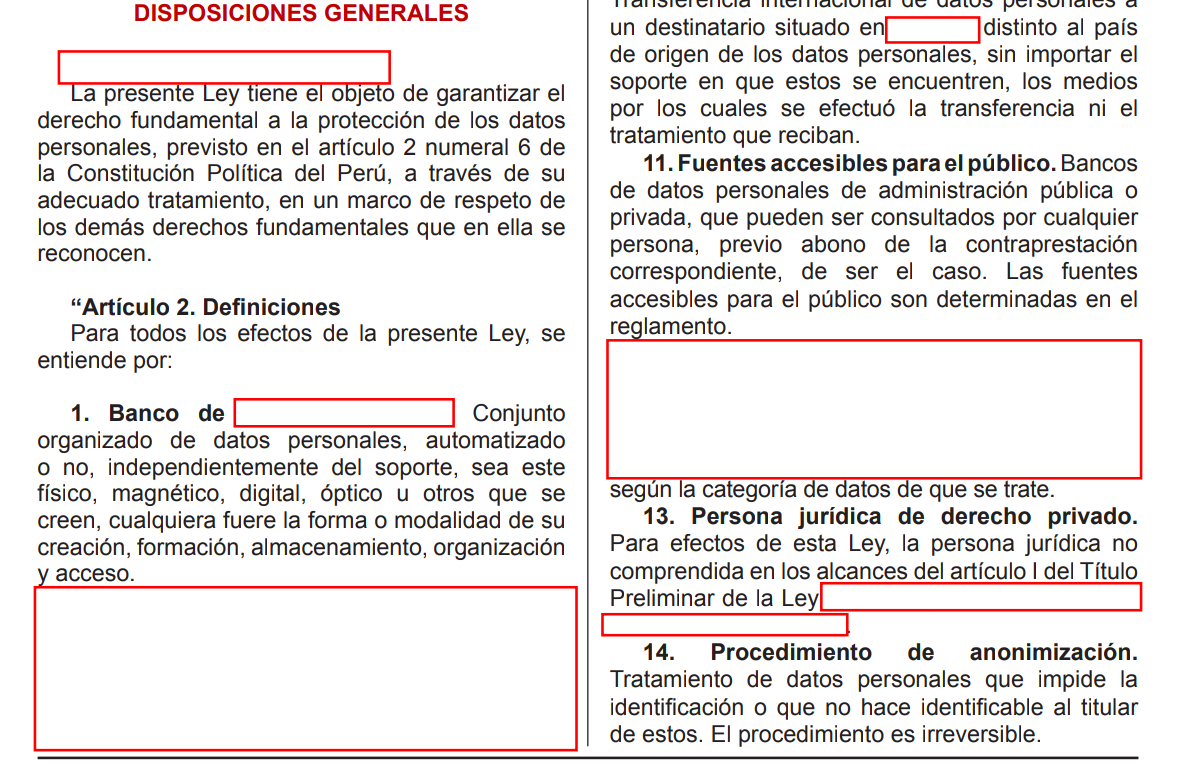 DISPOSICIONES GENERALES
La presente Ley tiene el objeto de garantizar el
derecho fundamental a la protección de los datos
personales, previsto en el artículo 2 numeral 6 de
la Constitución Política del Perú, a través de su
adecuado tratamiento, en un marco de respeto de
los demás derechos fundamentales que en ella se
reconocen.
“Artículo 2. Definiciones
Para todos los efectos de la presente Ley, se
entiende por:
1. Banco de Conjunto
organizado de datos personales, automatizado
o no, independientemente del soporte, sea este
físico, magnético, digital, óptico u otros que se
creen, cualquiera fuere la forma o modalidad de su
creación, formación, almacenamiento, organización
y acceso.
Transferencia internacional de datos personales a
un destinatario situado en distinto al país
de origen de los datos personales, sin importar el
soporte en que estos se encuentren, los medios
por los cuales se efectuó la transferencia ni el
tratamiento que reciban.
11. Fuentes accesibles para el público. Bancos
de datos personales de administración pública o
privada, que pueden ser consultados por cualquier
persona, previo abono de la contraprestación
correspondiente, de ser el caso. Las fuentes
accesibles para el público son determinadas en el
reglamento.
según la categoría de datos de que se trate.
13. Persona jurídica de derecho privado.
Para efectos de esta Ley, la persona jurídica no
comprendida en los alcances del artículo I del Título
Preliminar de la Ley
.
14. Procedimiento de anonimización.
Tratamiento de datos personales que impide la
identificación o que no hace identificable al titular
de estos. El procedimiento es irreversible.